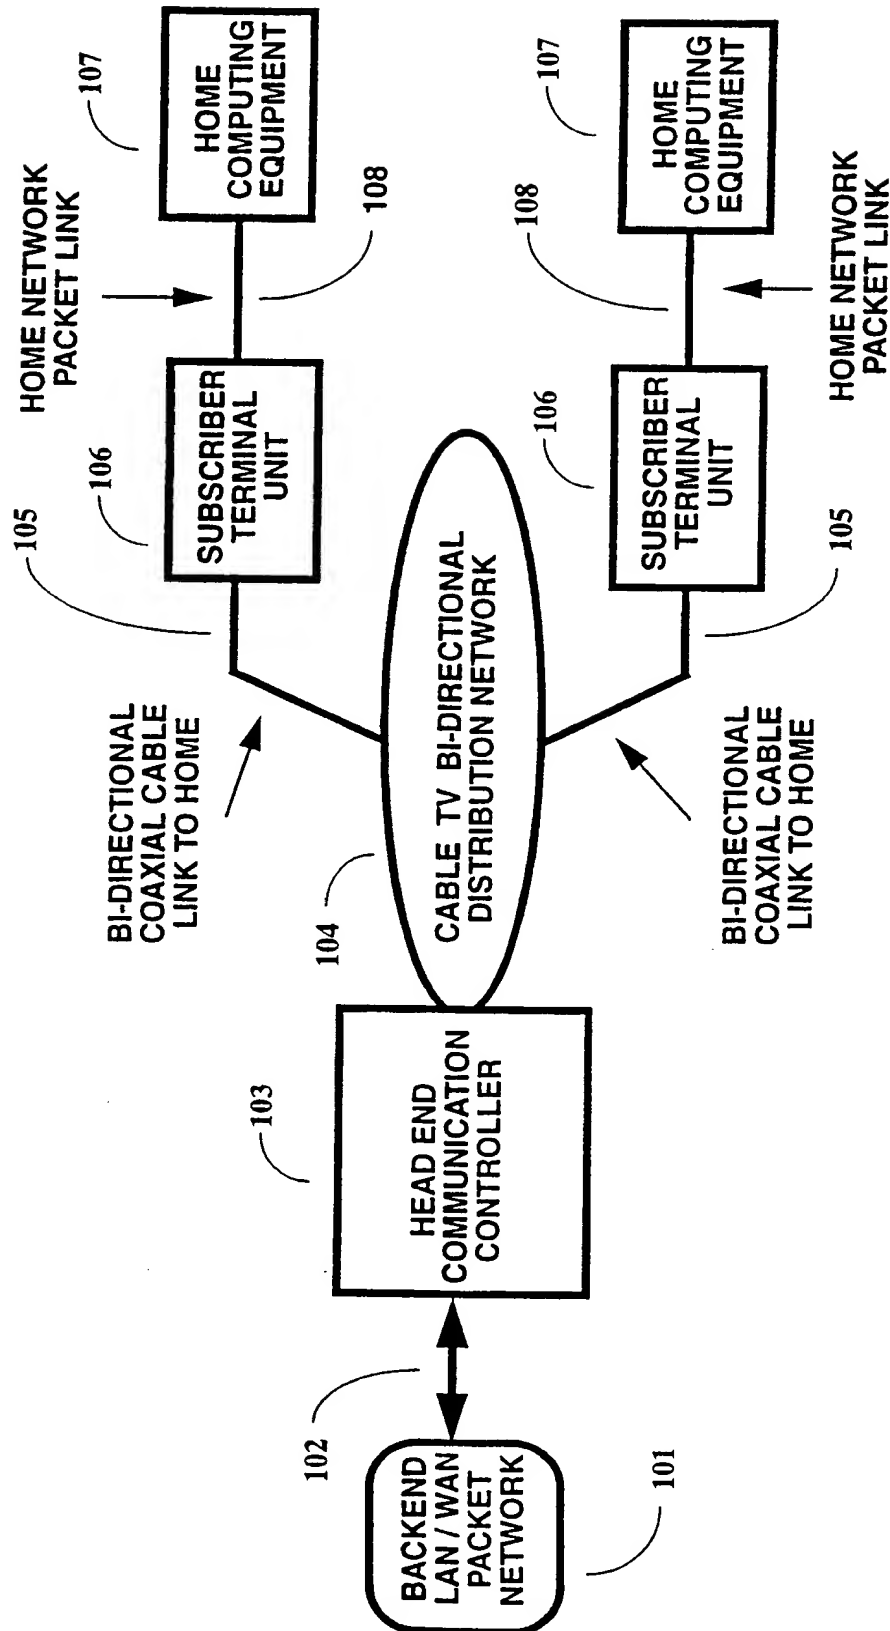 107
HOME
COMPUTING
EQUIPMENT
HOME NETWORK
PACKET LINK
108
106
SUBSCRIBER
TERMINAL
UNIT
105
BI-DIRECTIONAL
COAXIAL CABLE
LINK TO HOME
104
CABLE TV BI-DIRECTIONAL
DISTRIBUTION NETWORK
103
HEAD END
COMMUNICATION
CONTROLLER
102
BACKEND
LAN / WAN
PACKET
NETWORK
101
107
HOME
COMPUTING
EQUIPMENT
108
HOME NETWORK
PACKET LINK
106
SUBSCRIBER
TERMINAL
UNIT
105
BI-DIRECTIONAL
COAXIAL CABLE
LINK TO HOME